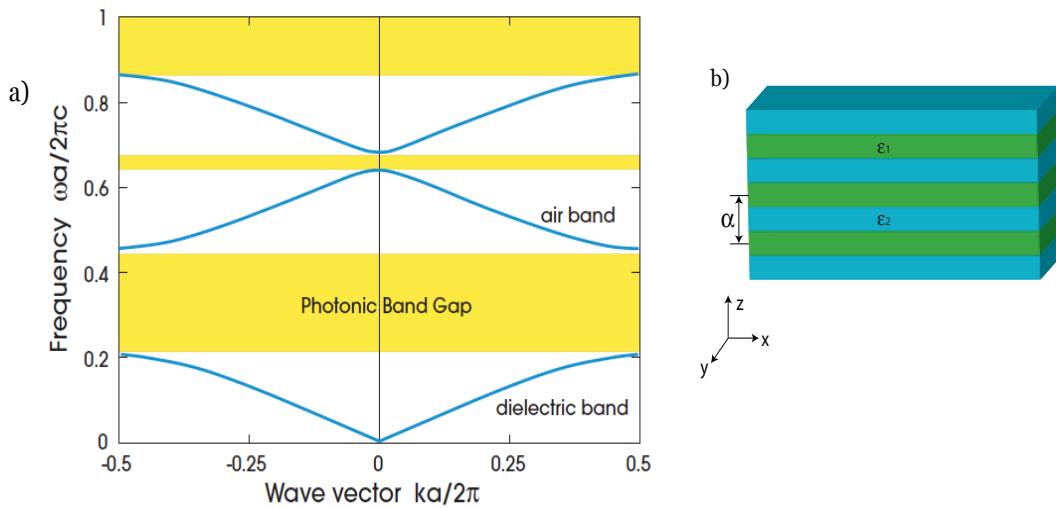 a)
Frequency ωa/2πc
1
0.8
0.6
0.4
0.2
0
air band
Photonic Band Gap
dielectric band
-0.5 -0.25 0 0.25 0.5
Wave vector ka/2π
b)
ε₁
ε₂
α
z
x
y